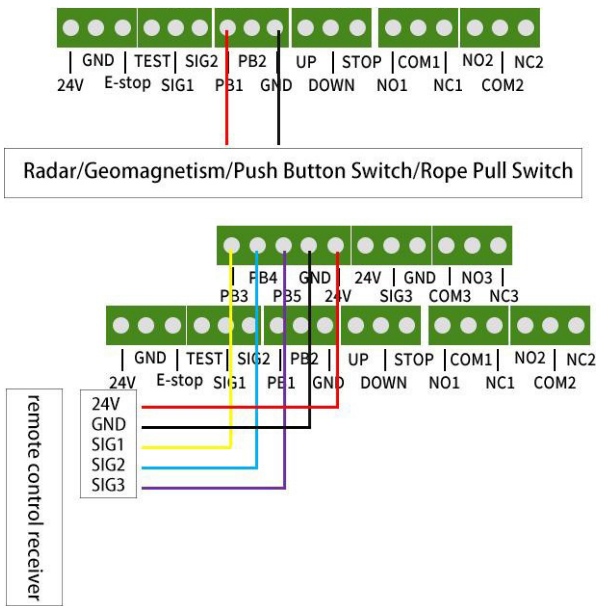 GND TEST SIG2 PB2 UP STOP COM1 NO2 NC2
24V E-stop SIG1 PB1 GND DOWN NO1 NC1 COM2
Radar/Geomagnetism/Push Button Switch/Rope Pull Switch
PB4 GND 24V GND NO3
PB3 PB5 24V SIG3 COM3 NC3
GND TEST SIG2 PB2 UP STOP COM1 NO2 NC2
24V E-stop SIG1 PB1 GND DOWN NO1 NC1 COM2
24V
GND
SIG1
SIG2
SIG3
remote control receiver